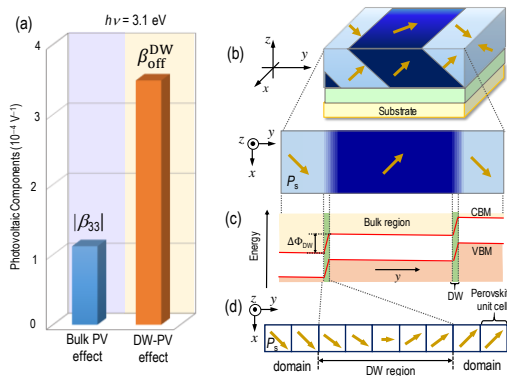 (a)
hν = 3.1 eV
Photovoltaic Components (10⁻⁴ V⁻¹)
4
3
2
1
0
|β₃₃|
β_off^DW
Bulk PV effect
DW-PV effect
(b)
z
y
x
Substrate
z
y
x
Pₛ
(c)
Energy
Bulk region
CBM
ΔΦ_DW
VBM
y
DW
Perovskite
unit cell
(d)
z
y
x
Pₛ
domain
DW region
domain